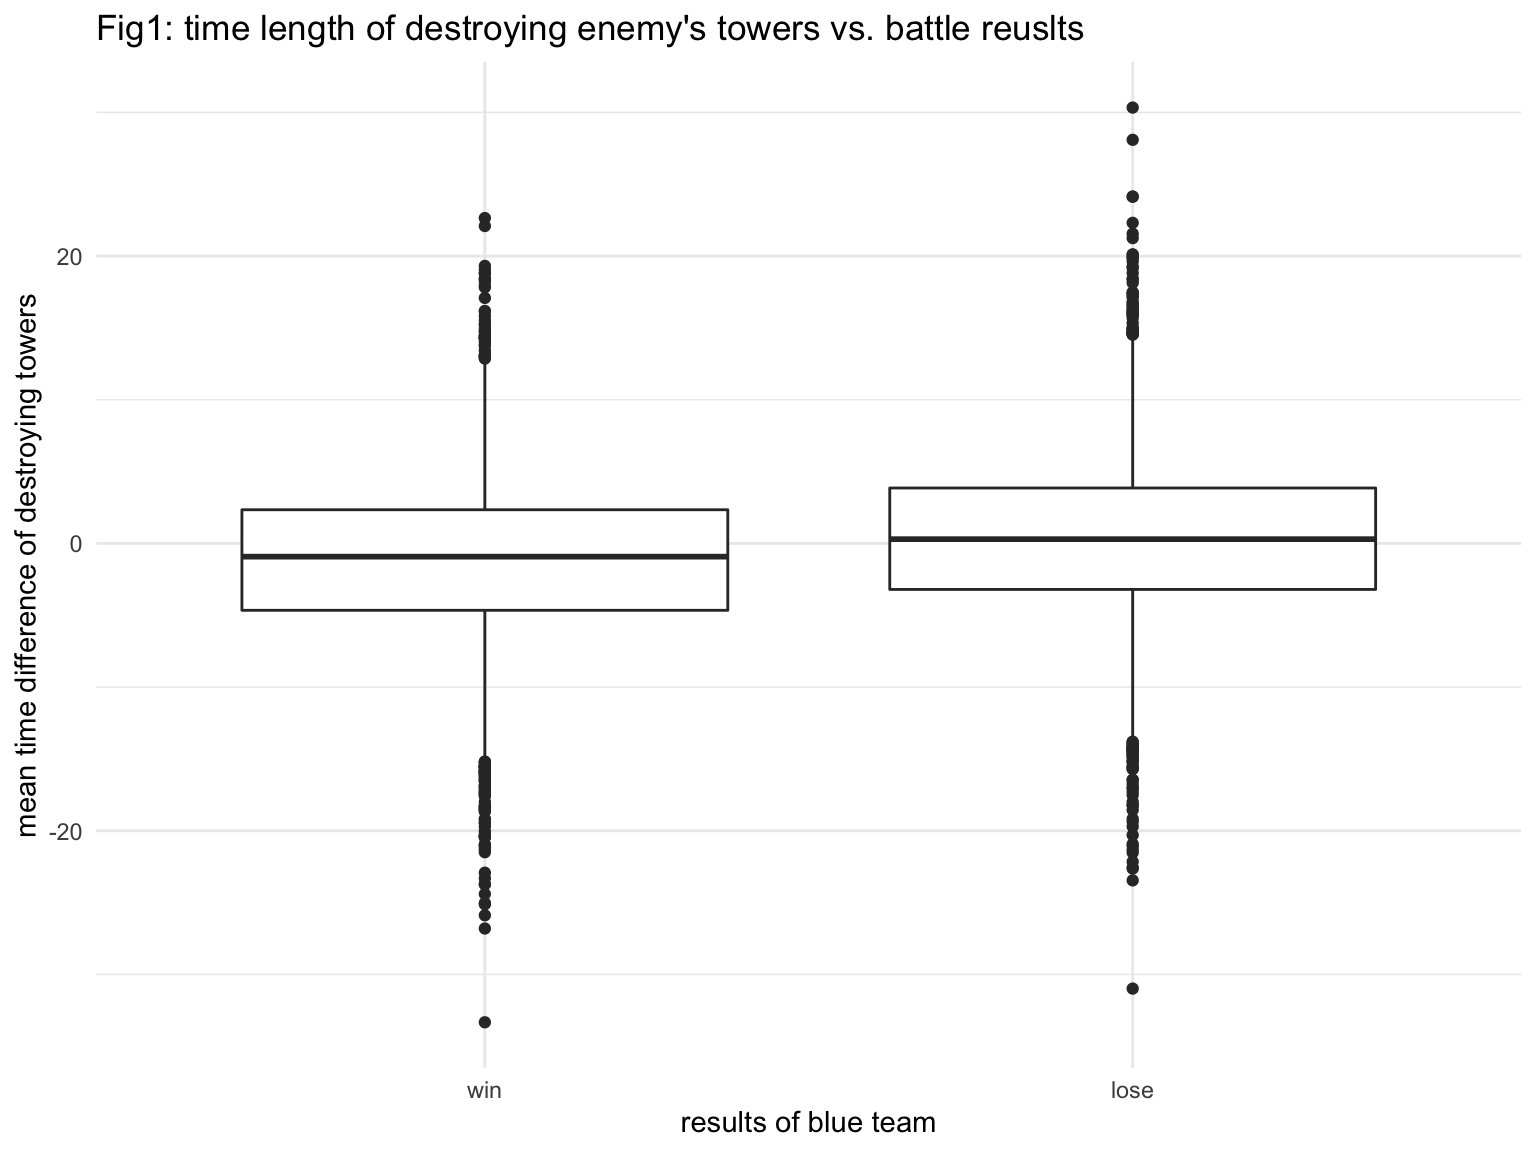 Fig1: time length of destroying enemy's towers vs. battle reuslts
mean time difference of destroying towers
20
0
-20
win
lose
results of blue team